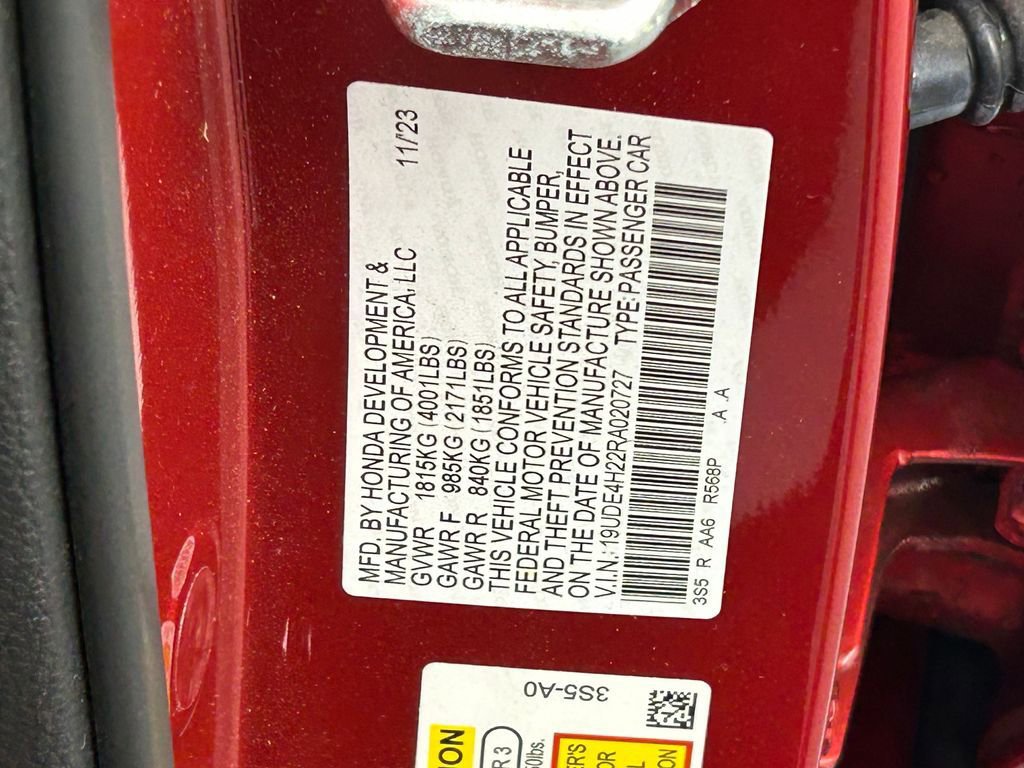 MFD. BY HONDA DEVELOPMENT &
MANUFACTURING OF AMERICA, LLC 11/'23
GVWR 1815KG (4001LBS)
GAWR F 985KG (2171LBS)
GAWR R 840KG (1851LBS)
THIS VEHICLE CONFORMS TO ALL APPLICABLE
FEDERAL MOTOR VEHICLE SAFETY, BUMPER,
AND THEFT PREVENTION STANDARDS IN EFFECT
ON THE DATE OF MANUFACTURE SHOWN ABOVE.
V.I.N.:19UDE4H22RA020727 TYPE:PASSENGER CAR
3S5 R AA6 R568P .A .A
3S5-A0